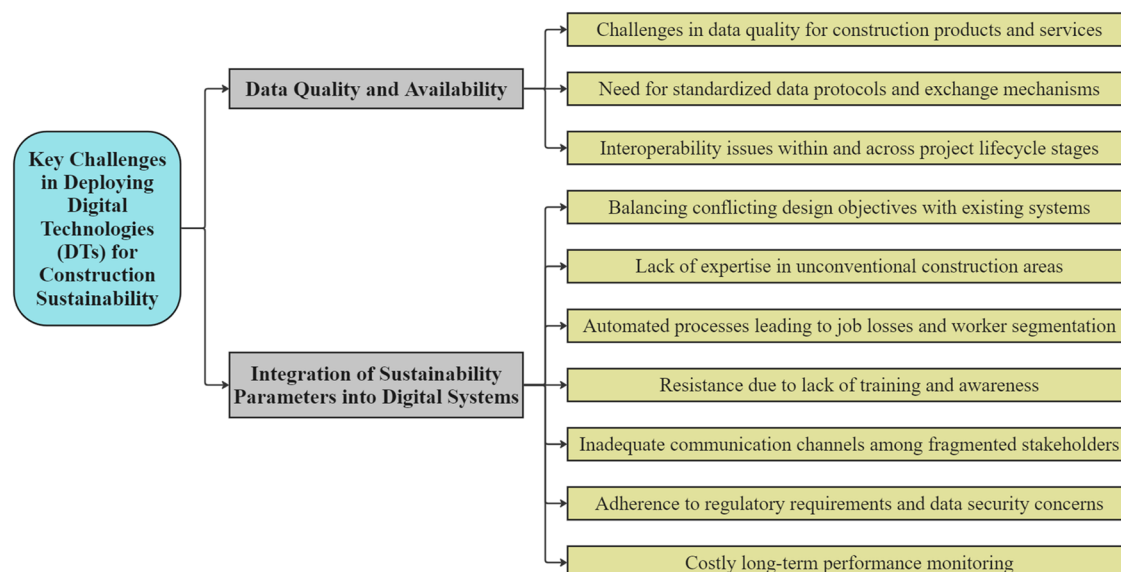 Key Challenges
in Deploying
Digital
Technologies
(DTs) for
Construction
Sustainability
Data Quality and Availability
Challenges in data quality for construction products and services
Need for standardized data protocols and exchange mechanisms
Interoperability issues within and across project lifecycle stages
Integration of Sustainability
Parameters into Digital Systems
Balancing conflicting design objectives with existing systems
Lack of expertise in unconventional construction areas
Automated processes leading to job losses and worker segmentation
Resistance due to lack of training and awareness
Inadequate communication channels among fragmented stakeholders
Adherence to regulatory requirements and data security concerns
Costly long-term performance monitoring